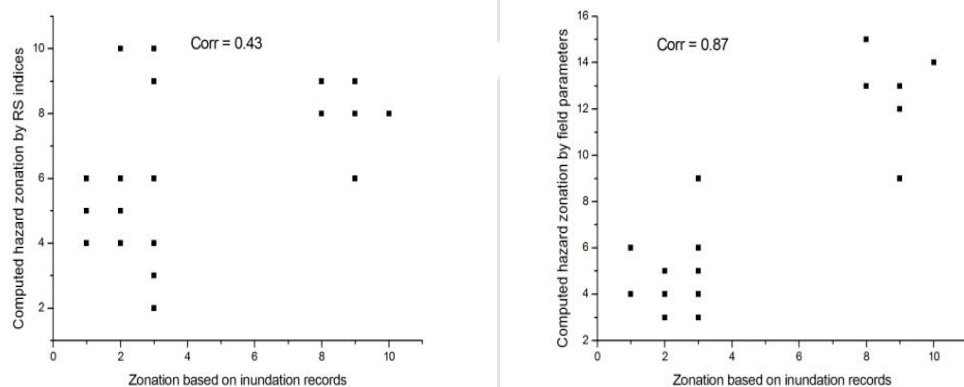 Corr = 0.43
Computed hazard zonation by RS indices
10
8
6
4
2
0 2 4 6 8 10
Zonation based on inundation records
Corr = 0.87
Computed hazard zonation by field parameters
16
14
12
10
8
6
4
2
0 2 4 6 8 10
Zonation based on inundation records